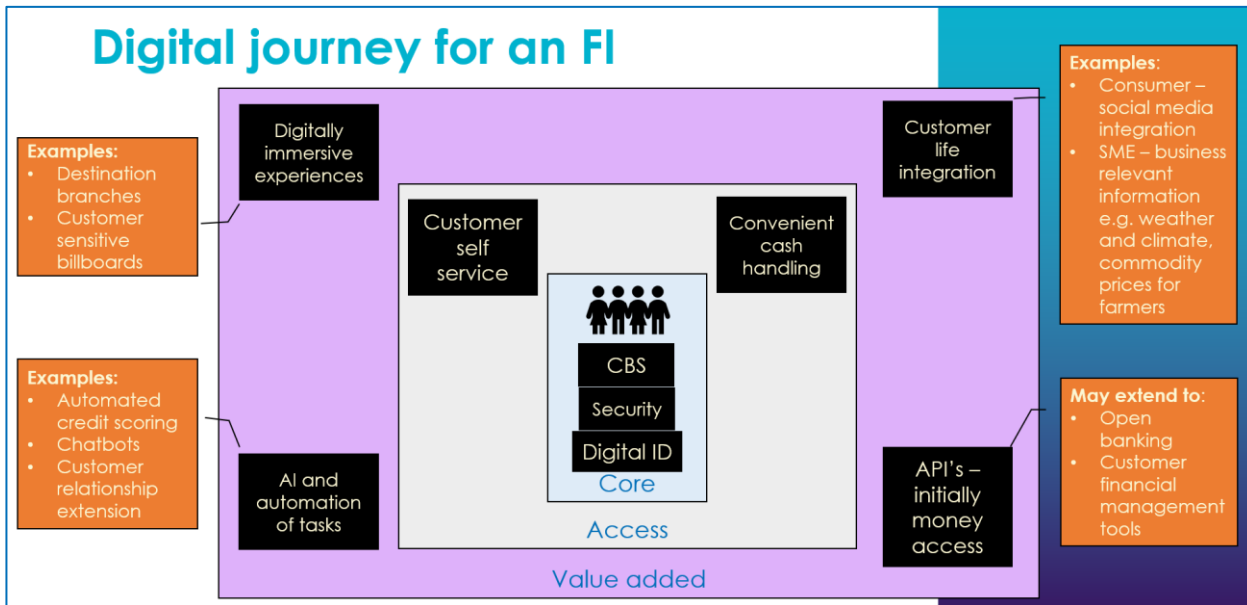 Digital journey for an FI
Examples:
• Destination
branches
• Customer
sensitive
billboards
Digitally
immersive
experiences
Customer
life
integration
Examples:
• Consumer –
social media
integration
• SME – business
relevant
information
e.g. weather
and climate,
commodity
prices for
farmers
Customer
self
service
Convenient
cash
handling
CBS
Security
Digital ID
Core
Access
Value added
Examples:
• Automated
credit scoring
• Chatbots
• Customer
relationship
extension
AI and
automation
of tasks
API's –
initially
money
access
May extend to:
• Open
banking
• Customer
financial
management
tools